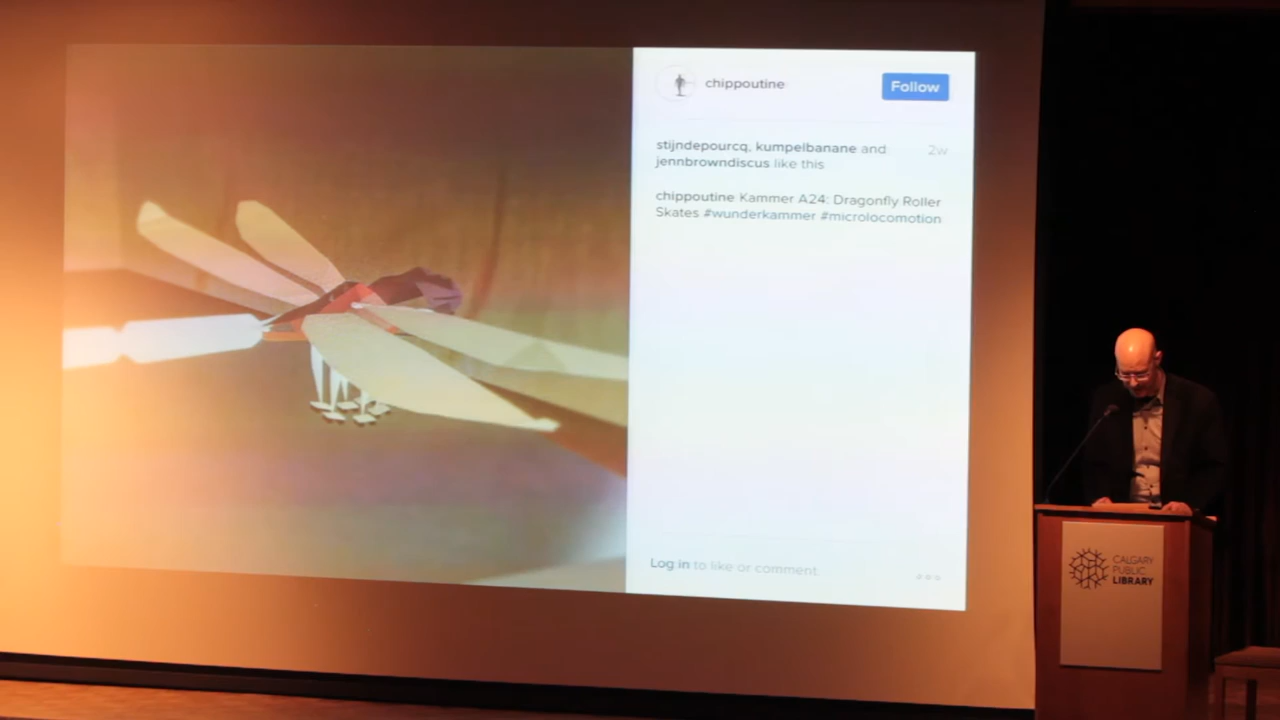 chippoutine
Follow
stijndepourcq, kumpelbanane and
jennbrowndiscus like this
2w
chippoutine Kammer A24: Dragonfly Roller
Skates #wunderkammer #microlocomotion
Log in to like or comment.
CALGARY
PUBLIC
LIBRARY